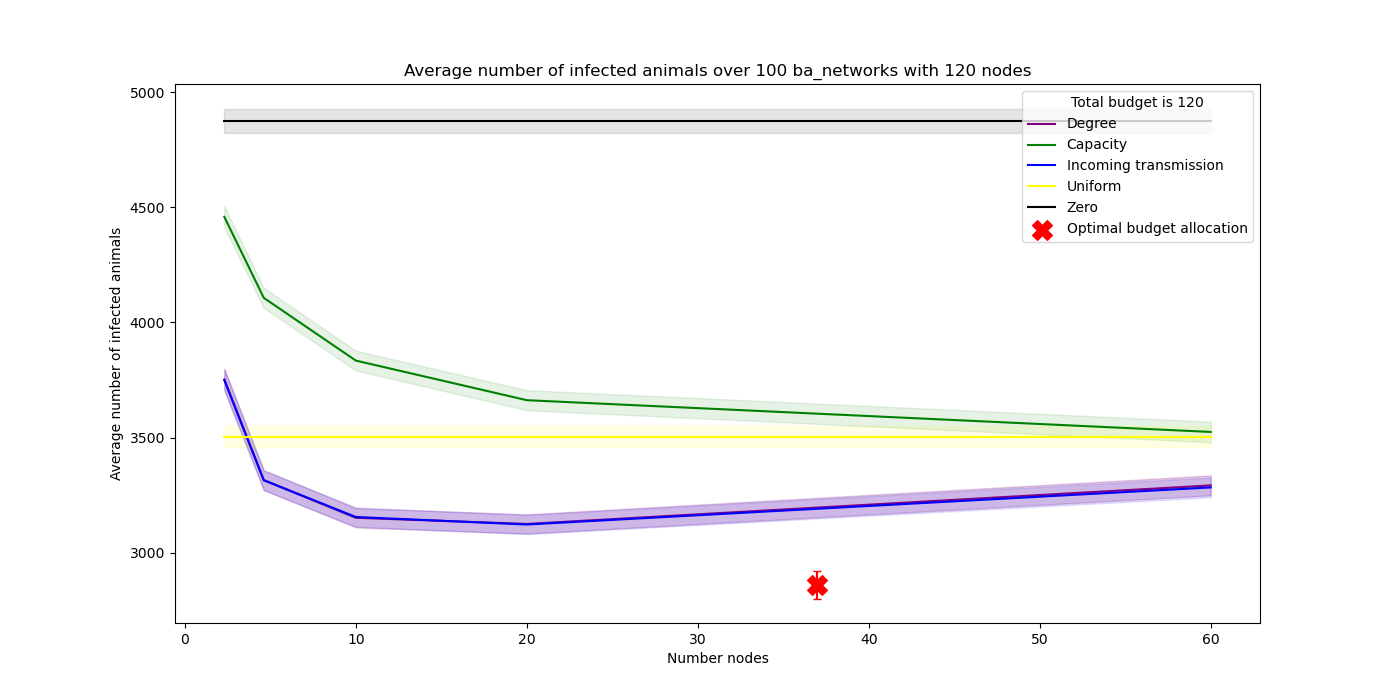 Average number of infected animals over 100 ba_networks with 120 nodes
Average number of infected animals
5000
4500
4000
3500
3000
0
10
20
30
40
50
60
Number nodes
Total budget is 120
Degree
Capacity
Incoming transmission
Uniform
Zero
Optimal budget allocation